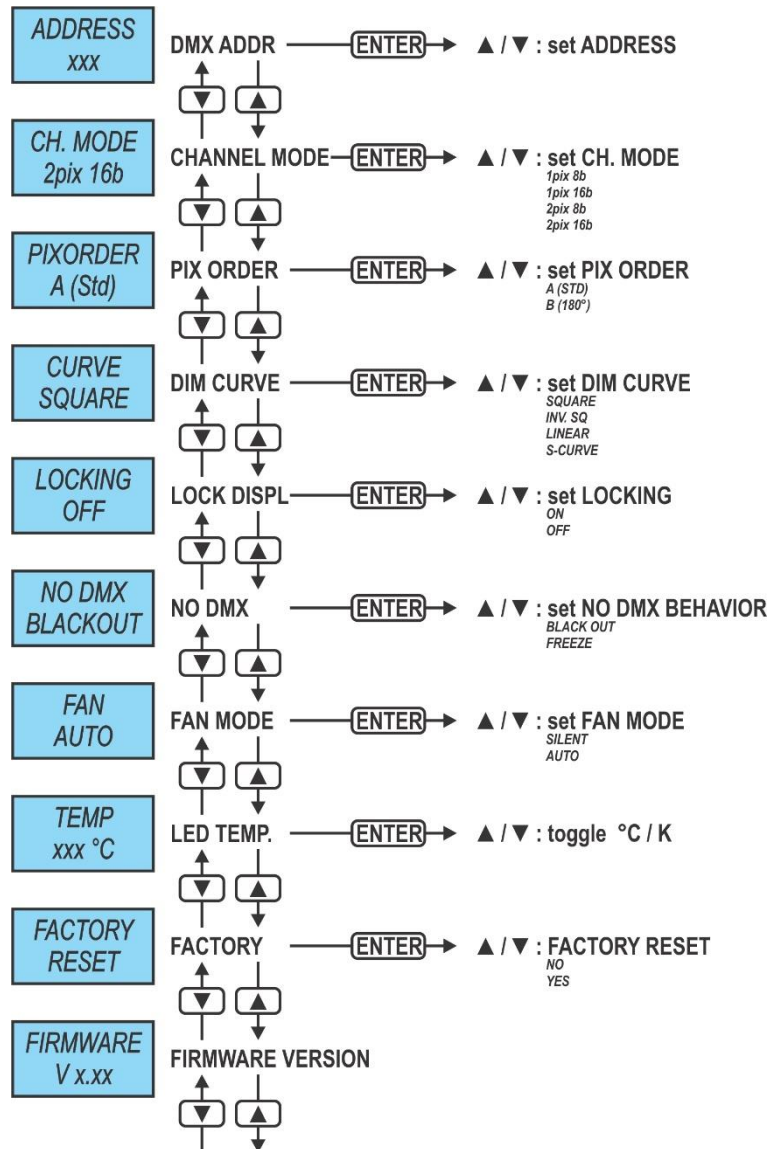 ADDRESS
xxx
DMX ADDR
ENTER
▲ / ▼ : set ADDRESS
▼ ▲
CH. MODE
2pix 16b
CHANNEL MODE
ENTER
▲ / ▼ : set CH. MODE
1pix 8b
1pix 16b
2pix 8b
2pix 16b
▼ ▲
PIXORDER
A (Std)
PIX ORDER
ENTER
▲ / ▼ : set PIX ORDER
A (STD)
B (180°)
▼ ▲
CURVE
SQUARE
DIM CURVE
ENTER
▲ / ▼ : set DIM CURVE
SQUARE
INV. SQ
LINEAR
S-CURVE
▼ ▲
LOCKING
OFF
LOCK DISPL
ENTER
▲ / ▼ : set LOCKING
ON
OFF
▼ ▲
NO DMX
BLACKOUT
NO DMX
ENTER
▲ / ▼ : set NO DMX BEHAVIOR
BLACK OUT
FREEZE
▼ ▲
FAN
AUTO
FAN MODE
ENTER
▲ / ▼ : set FAN MODE
SILENT
AUTO
▼ ▲
TEMP
xxx °C
LED TEMP.
ENTER
▲ / ▼ : toggle °C / K
▼ ▲
FACTORY
RESET
FACTORY
ENTER
▲ / ▼ : FACTORY RESET
NO
YES
▼ ▲
FIRMWARE
V x.xx
FIRMWARE VERSION
▼ ▲